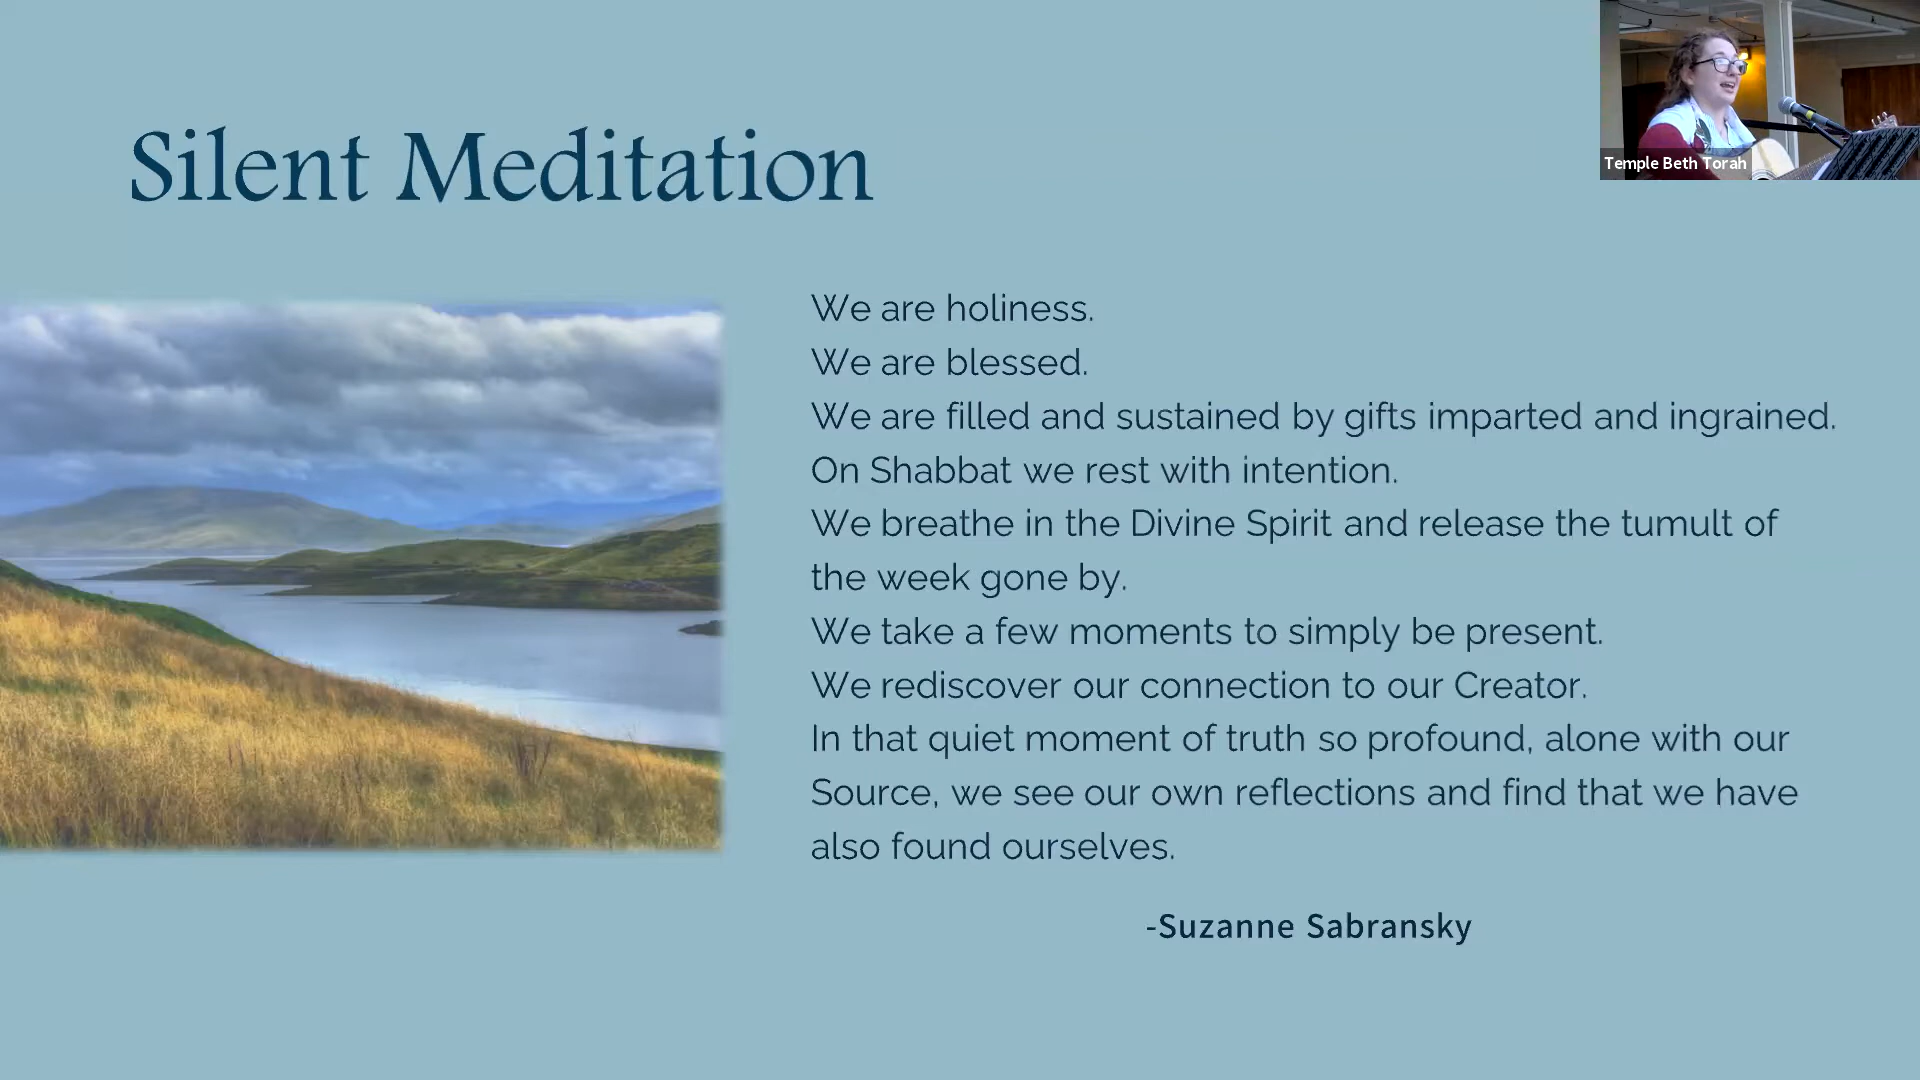 Silent Meditation
Temple Beth Torah
We are holiness.
We are blessed.
We are filled and sustained by gifts imparted and ingrained.
On Shabbat we rest with intention.
We breathe in the Divine Spirit and release the tumult of
the week gone by.
We take a few moments to simply be present.
We rediscover our connection to our Creator.
In that quiet moment of truth so profound, alone with our
Source, we see our own reflections and find that we have
also found ourselves.
-Suzanne Sabransky